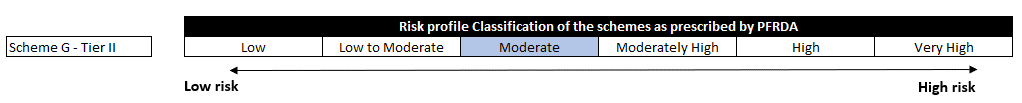 Risk profile Classification of the schemes as prescribed by PFRDA
Scheme G - Tier II Low Low to Moderate Moderate Moderately High High Very High
Low risk High risk